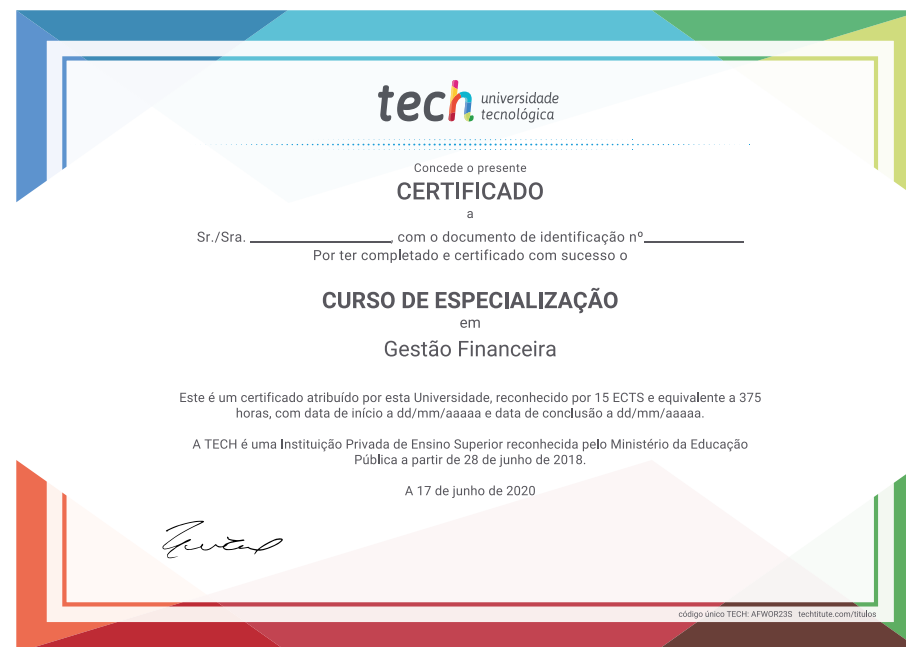 tech universidade
tecnológica
Concede o presente
CERTIFICADO
a
Sr./Sra. ________________, com o documento de identificação nº____________
Por ter completado e certificado com sucesso o
CURSO DE ESPECIALIZAÇÃO
em
Gestão Financeira
Este é um certificado atribuído por esta Universidade, reconhecido por 15 ECTS e equivalente a 375
horas, com data de início a dd/mm/aaaaa e data de conclusão a dd/mm/aaaaa.
A TECH é uma Instituição Privada de Ensino Superior reconhecida pelo Ministério da Educação
Pública a partir de 28 de junho de 2018.
A 17 de junho de 2020
código único TECH: AFWOR23S techtitute.com/titulos